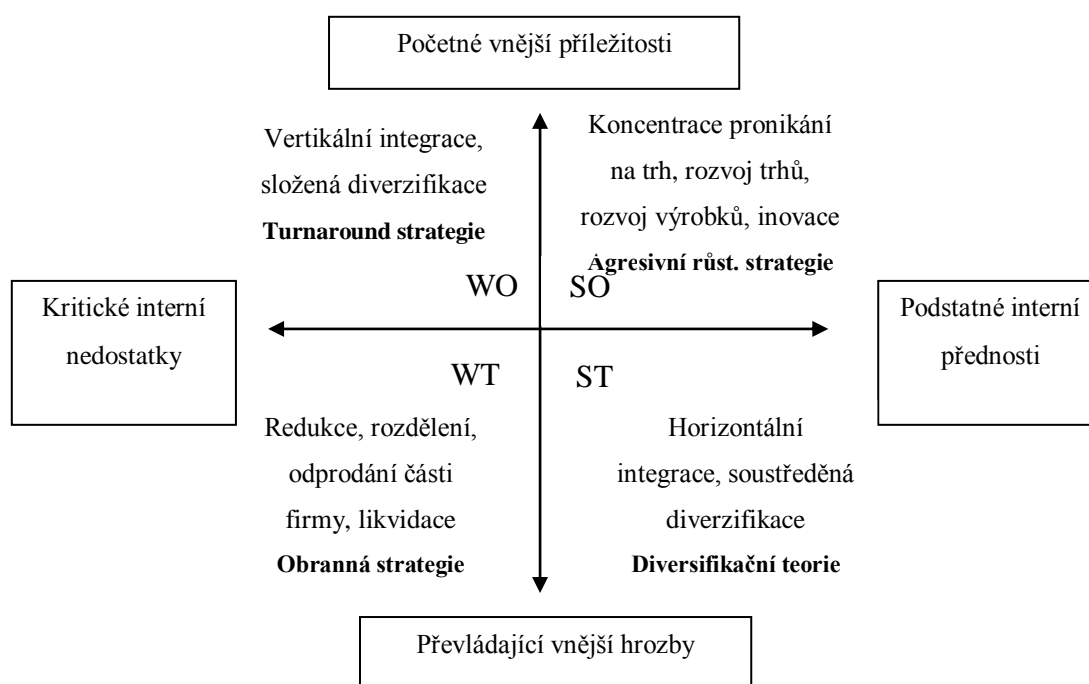 Početné vnější příležitosti
Vertikální integrace,
složená diverzifikace
Turnaround strategie
Koncentrace pronikání
na trh, rozvoj trhů,
rozvoj výrobků, inovace
Agresivní růst. strategie
WO
SO
Kritické interní
nedostatky
Podstatné interní
přednosti
WT
ST
Redukce, rozdělení,
odprodání části
firmy, likvidace
Obranná strategie
Horizontální
integrace, soustředěná
diverzifikace
Diversifikační teorie
Převládající vnější hrozby